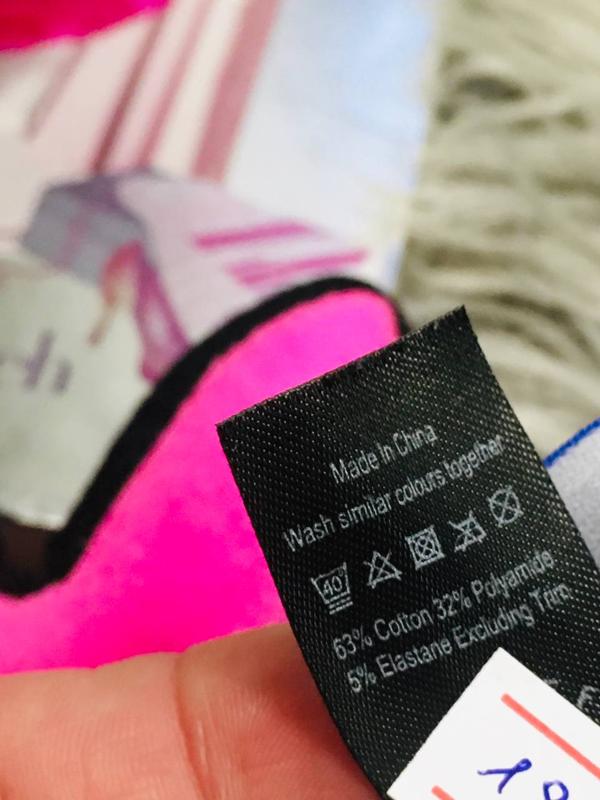 Made in China
Wash similar colours together
40
63% Cotton 32% Polyamide
5% Elastane Excluding Trim